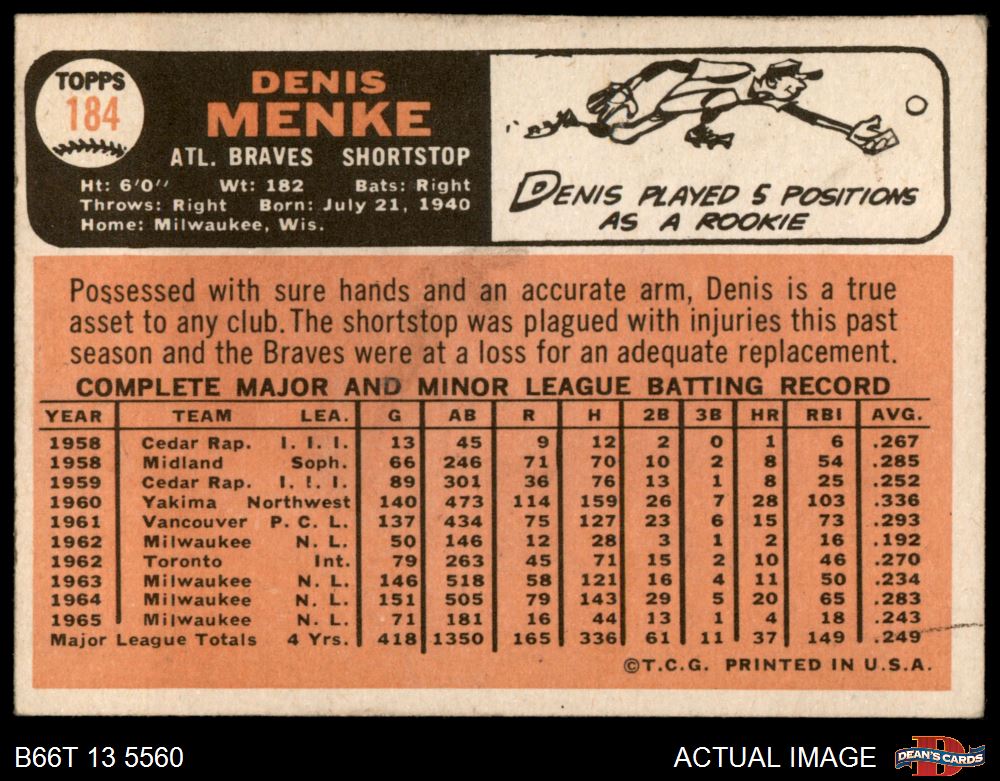 TOPPS
184
DENIS
MENKE
ATL. BRAVES SHORTSTOP
Ht: 6'0" Wt: 182 Bats: Right
Throws: Right Born: July 21, 1940
Home: Milwaukee, Wis.
DENIS PLAYED 5 POSITIONS
AS A ROOKIE
Possessed with sure hands and an accurate arm, Denis is a true
asset to any club. The shortstop was plagued with injuries this past
season and the Braves were at a loss for an adequate replacement.
COMPLETE MAJOR AND MINOR LEAGUE BATTING RECORD
YEAR TEAM LEA. G AB R H 2B 3B HR RBI AVG.
1958 Cedar Rap. I. I. I. 13 45 9 12 2 0 1 6 .267
1958 Midland Soph. 66 246 71 70 10 2 8 54 .285
1959 Cedar Rap. I. I. I. 89 301 36 76 13 1 8 25 .252
1960 Yakima Northwest 140 473 114 159 26 7 28 103 .336
1961 Vancouver P. C. L. 137 434 75 127 23 6 15 73 .293
1962 Milwaukee N. L. 50 146 12 28 3 1 2 16 .192
1962 Toronto Int. 79 263 45 71 15 2 10 46 .270
1963 Milwaukee N. L. 146 518 58 121 16 4 11 50 .234
1964 Milwaukee N. L. 151 505 79 143 29 5 20 65 .283
1965 Milwaukee N. L. 71 181 16 44 13 1 4 18 .243
Major League Totals 4 Yrs. 418 1350 165 336 61 11 37 149 .249
©T.C.G. PRINTED IN U.S.A.
B66T 13 5560
ACTUAL IMAGE
DEAN'S CARDS